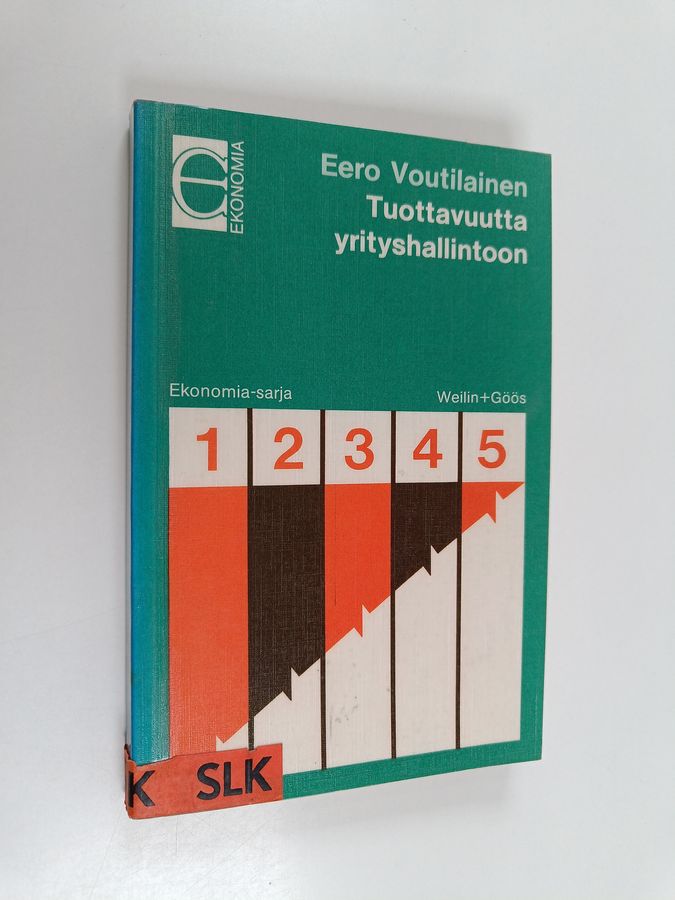 EKONOMIA
Eero Voutilainen
Tuottavuutta
yrityshallintoon
Ekonomia-sarja
Weilin+Göös
1 2 3 4 5
K SLK